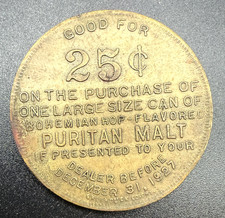 GOOD FOR
25¢
ON THE PURCHASE OF
ONE LARGE SIZE CAN OF
BOHEMIAN HOP-FLAVORED
PURITAN MALT
IF PRESENTED TO YOUR
DEALER BEFORE
DECEMBER 31, 1927